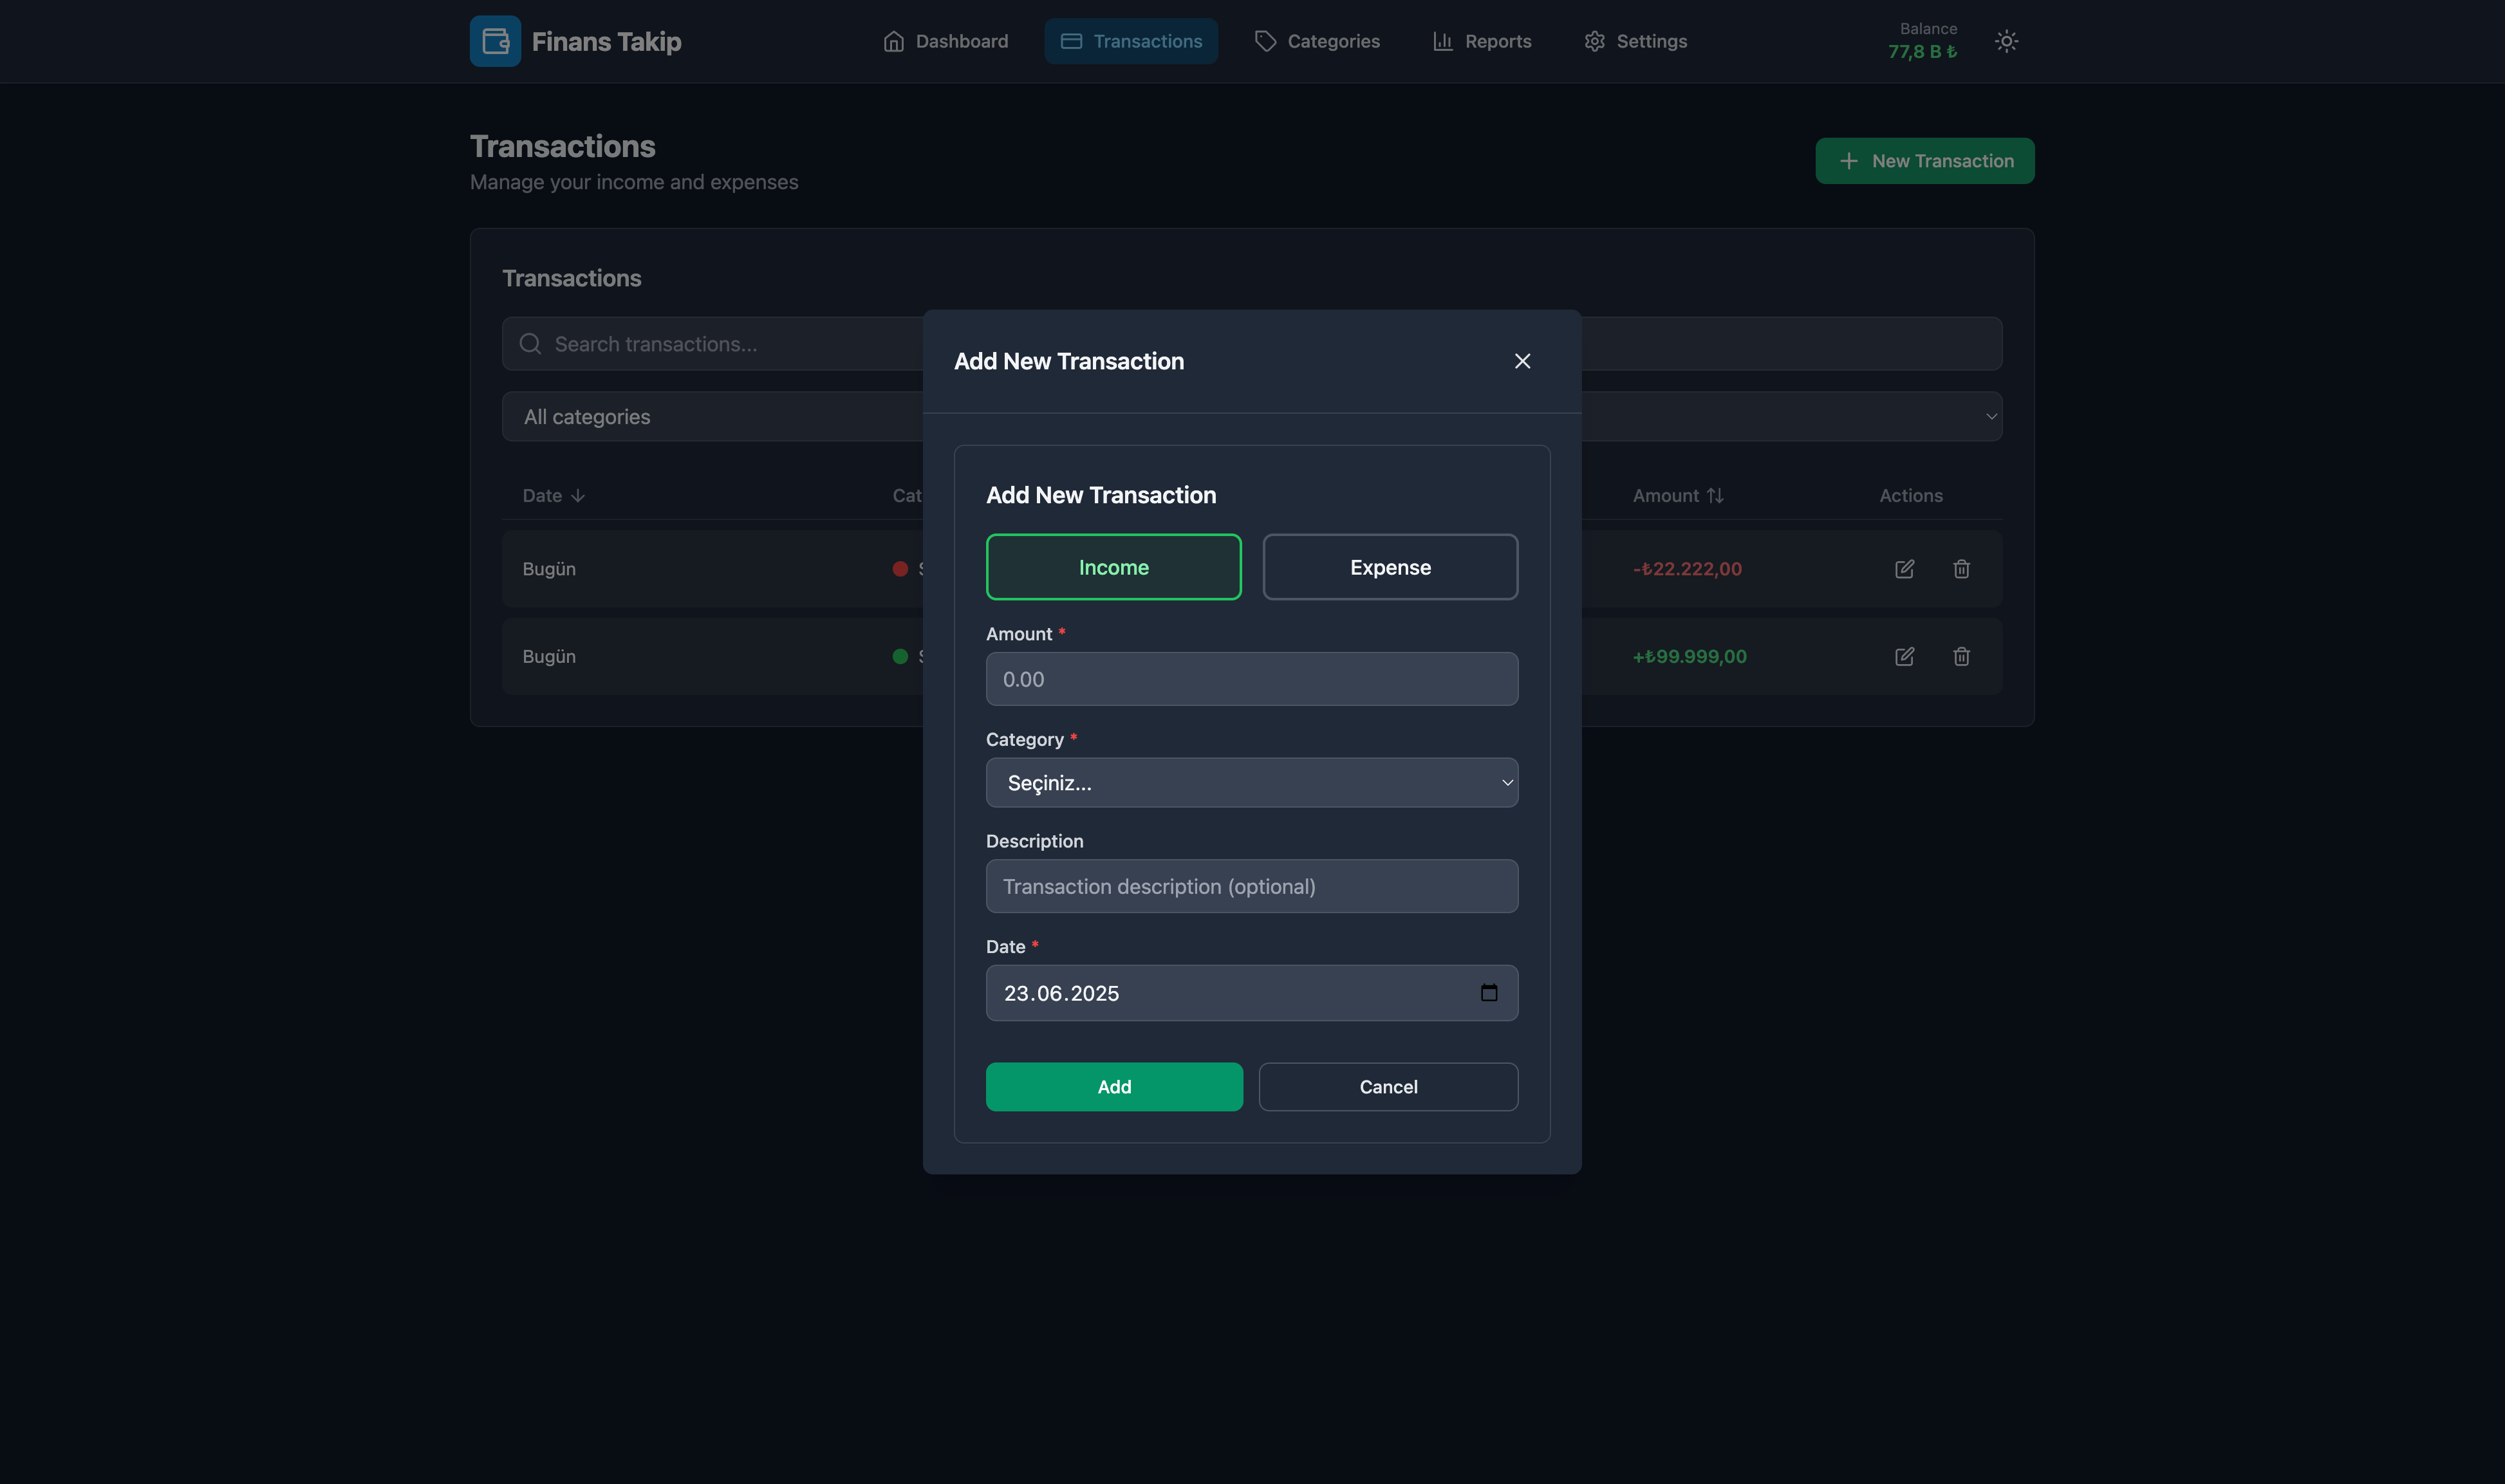 Finans Takip
Dashboard
Transactions
Categories
Reports
Settings
Balance
77,8 B ₺
Transactions
Manage your income and expenses
New Transaction
Transactions
Search transactions...
All categories
Date
Amount
Actions
Bugün
-₺22.222,00
Bugün
+₺99.999,00
Add New Transaction
Add New Transaction
Income
Expense
Amount *
0.00
Category *
Seçiniz...
Description
Transaction description (optional)
Date *
23.06.2025
Add
Cancel